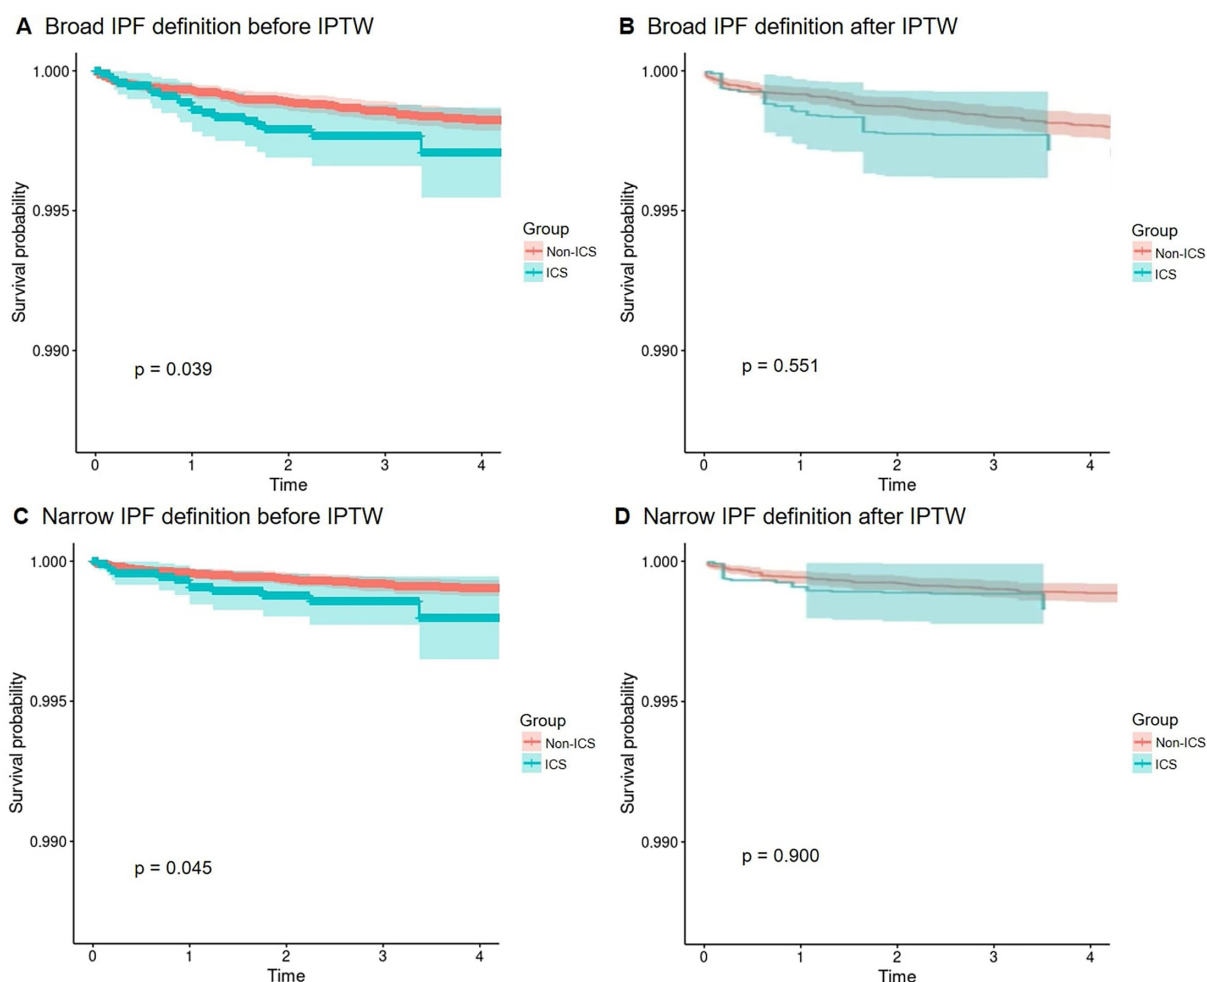 A Broad IPF definition before IPTW
Survival probability
1.000
0.995
0.990
p = 0.039
0 1 2 3 4
Time
Group
Non-ICS
ICS
B Broad IPF definition after IPTW
Survival probability
1.000
0.995
0.990
p = 0.551
0 1 2 3 4
Time
Group
Non-ICS
ICS
C Narrow IPF definition before IPTW
Survival probability
1.000
0.995
0.990
p = 0.045
0 1 2 3 4
Time
Group
Non-ICS
ICS
D Narrow IPF definition after IPTW
Survival probability
1.000
0.995
0.990
p = 0.900
0 1 2 3 4
Time
Group
Non-ICS
ICS